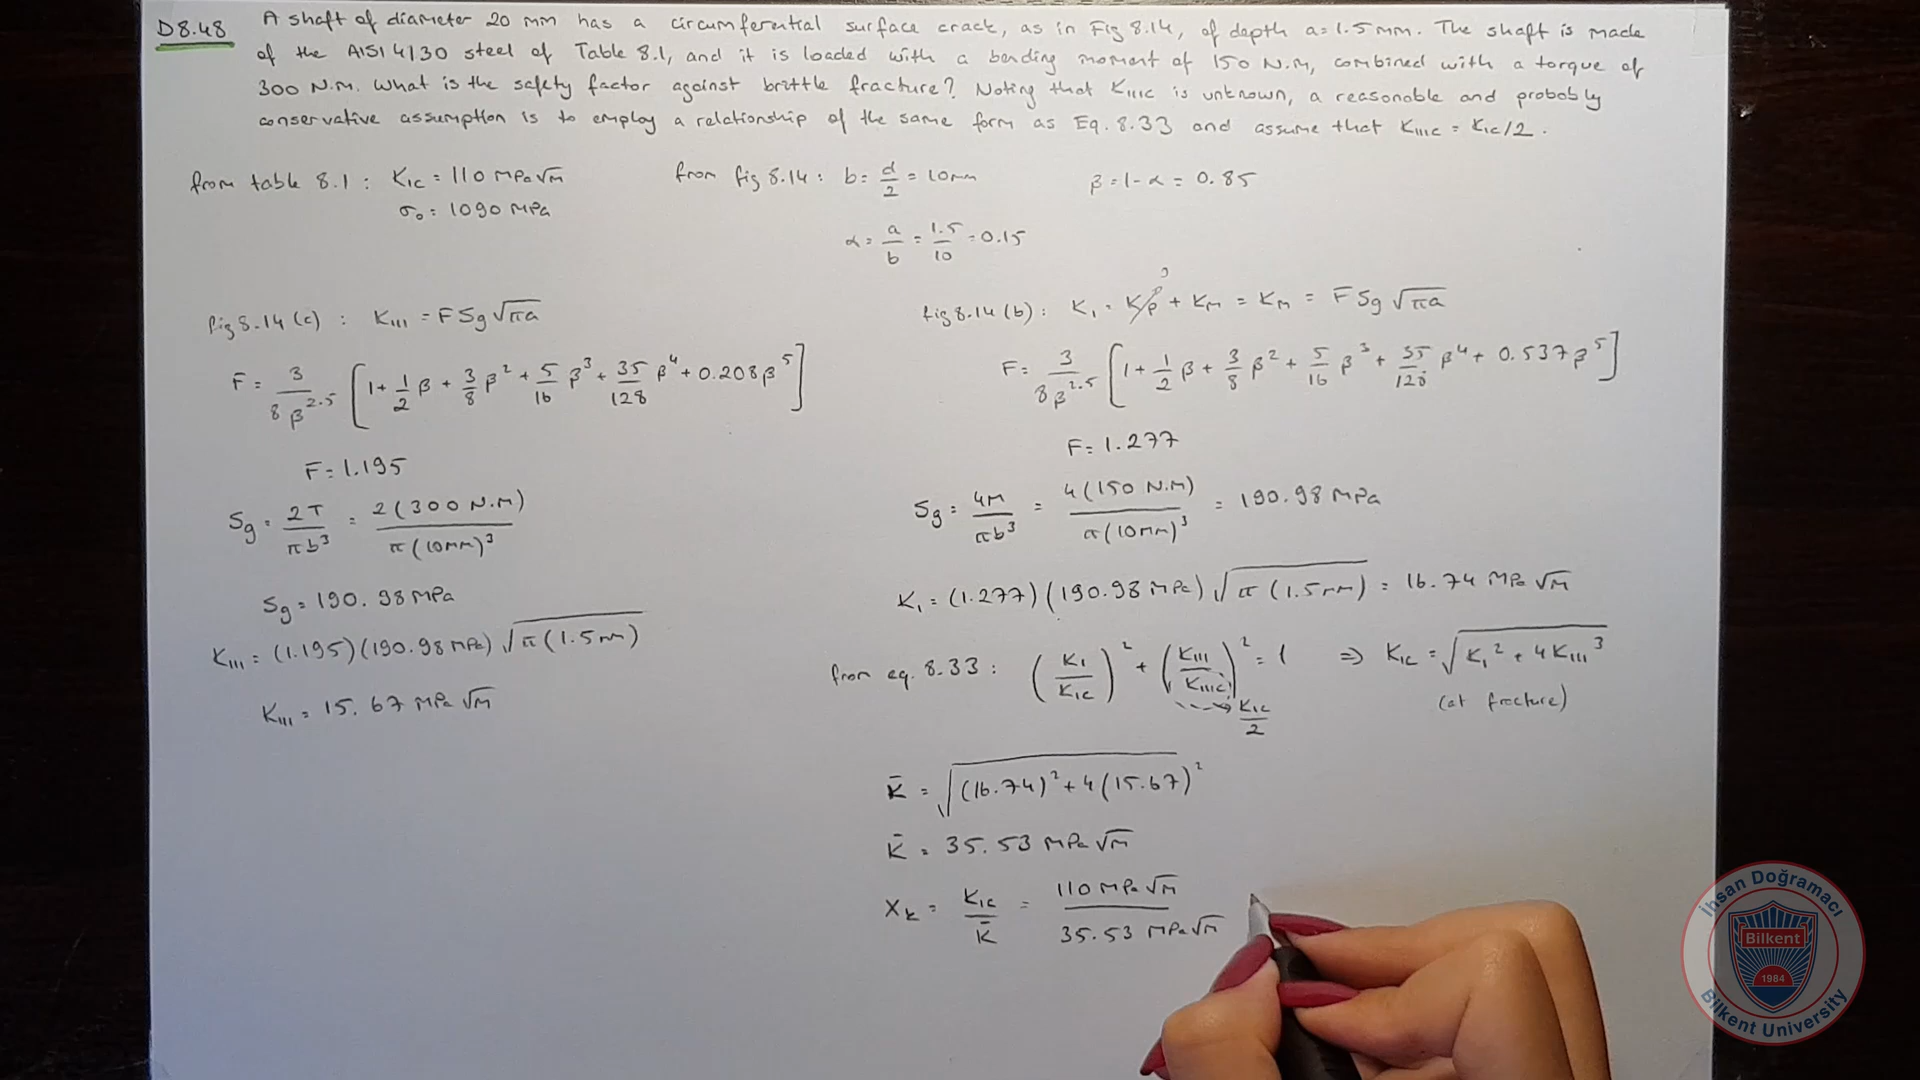 D8.48 A shaft of diameter 20 mm has a circumferential surface crack, as in Fig 8.14, of depth a=1.5mm. The shaft is made
of the AISI 4130 steel of Table 8.1, and it is loaded with a bending moment of 150 N.M, combined with a torque of
300 N.M. What is the safety factor against brittle fracture? Noting that KIIIC is unknown, a reasonable and probably
conservative assumption is to employ a relationship of the same form as Eq. 8.33 and assume that KIIIC = KIC/2.
from table 8.1 : KIC = 110 MPa√m
σo = 1090 MPa
from fig 8.14 : b = d/2 = 10mm
β = 1-α = 0.85
α = a/b = 1.5/10 = 0.15
fig 8.14 (c) : KIII = F Sg √πa
F = 3/(8 β^2.5) [1 + 1/2 β + 3/8 β^2 + 5/16 β^3 + 35/128 β^4 + 0.208 β^5]
F = 1.195
Sg = 2T/πb^3 = 2(300 N.M)/π(10mm)^3
Sg = 190.98 MPa
KIII = (1.195)(190.98 MPa) √π(1.5mm)
KIII = 15.67 MPa √m
fig 8.14 (b) : KI = KP 0 + KM = KM = F Sg √πa
F = 3/(8 β^2.5) [1 + 1/2 β + 3/8 β^2 + 5/16 β^3 + 35/128 β^4 + 0.537 β^5]
F = 1.277
Sg = 4M/πb^3 = 4(150 N.M)/π(10mm)^3 = 190.98 MPa
KI = (1.277)(190.98 MPa) √π(1.5mm) = 16.74 MPa √m
from eq. 8.33 : (KI/KIC)^2 + (KIII/KIIIC)^2 = 1 ⇒ KIC = √KI^2 + 4KIII^3
KIC/2
(at fracture)
K̄ = √(16.74)^2 + 4(15.67)^2
K̄ = 35.53 MPa √m
XK = KIC/K̄ = 110 MPa√m/35.53 MPa√m
İhsan Doğramacı
Bilkent
1984
Bilkent University